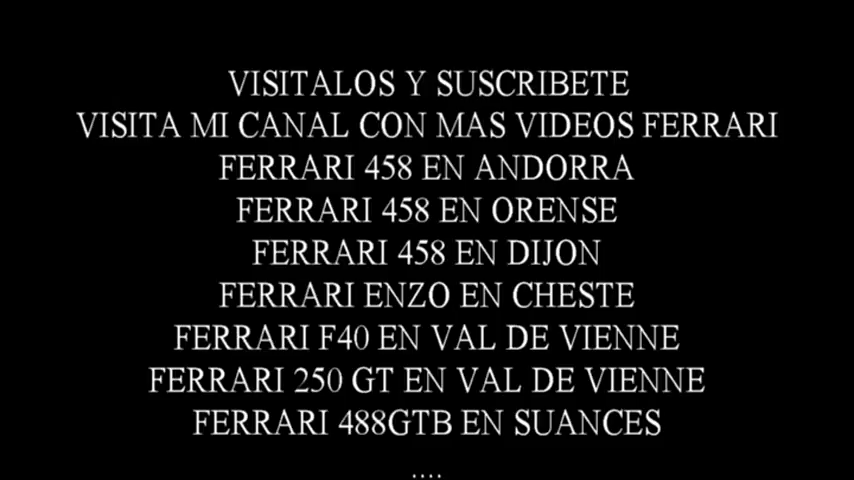 VISITALOS Y SUSCRIBETE
VISITA MI CANAL CON MAS VIDEOS FERRARI
FERRARI 458 EN ANDORRA
FERRARI 458 EN ORENSE
FERRARI 458 EN DIJON
FERRARI ENZO EN CHESTE
FERRARI F40 EN VAL DE VIENNE
FERRARI 250 GT EN VAL DE VIENNE
FERRARI 488GTB EN SUANCES
....